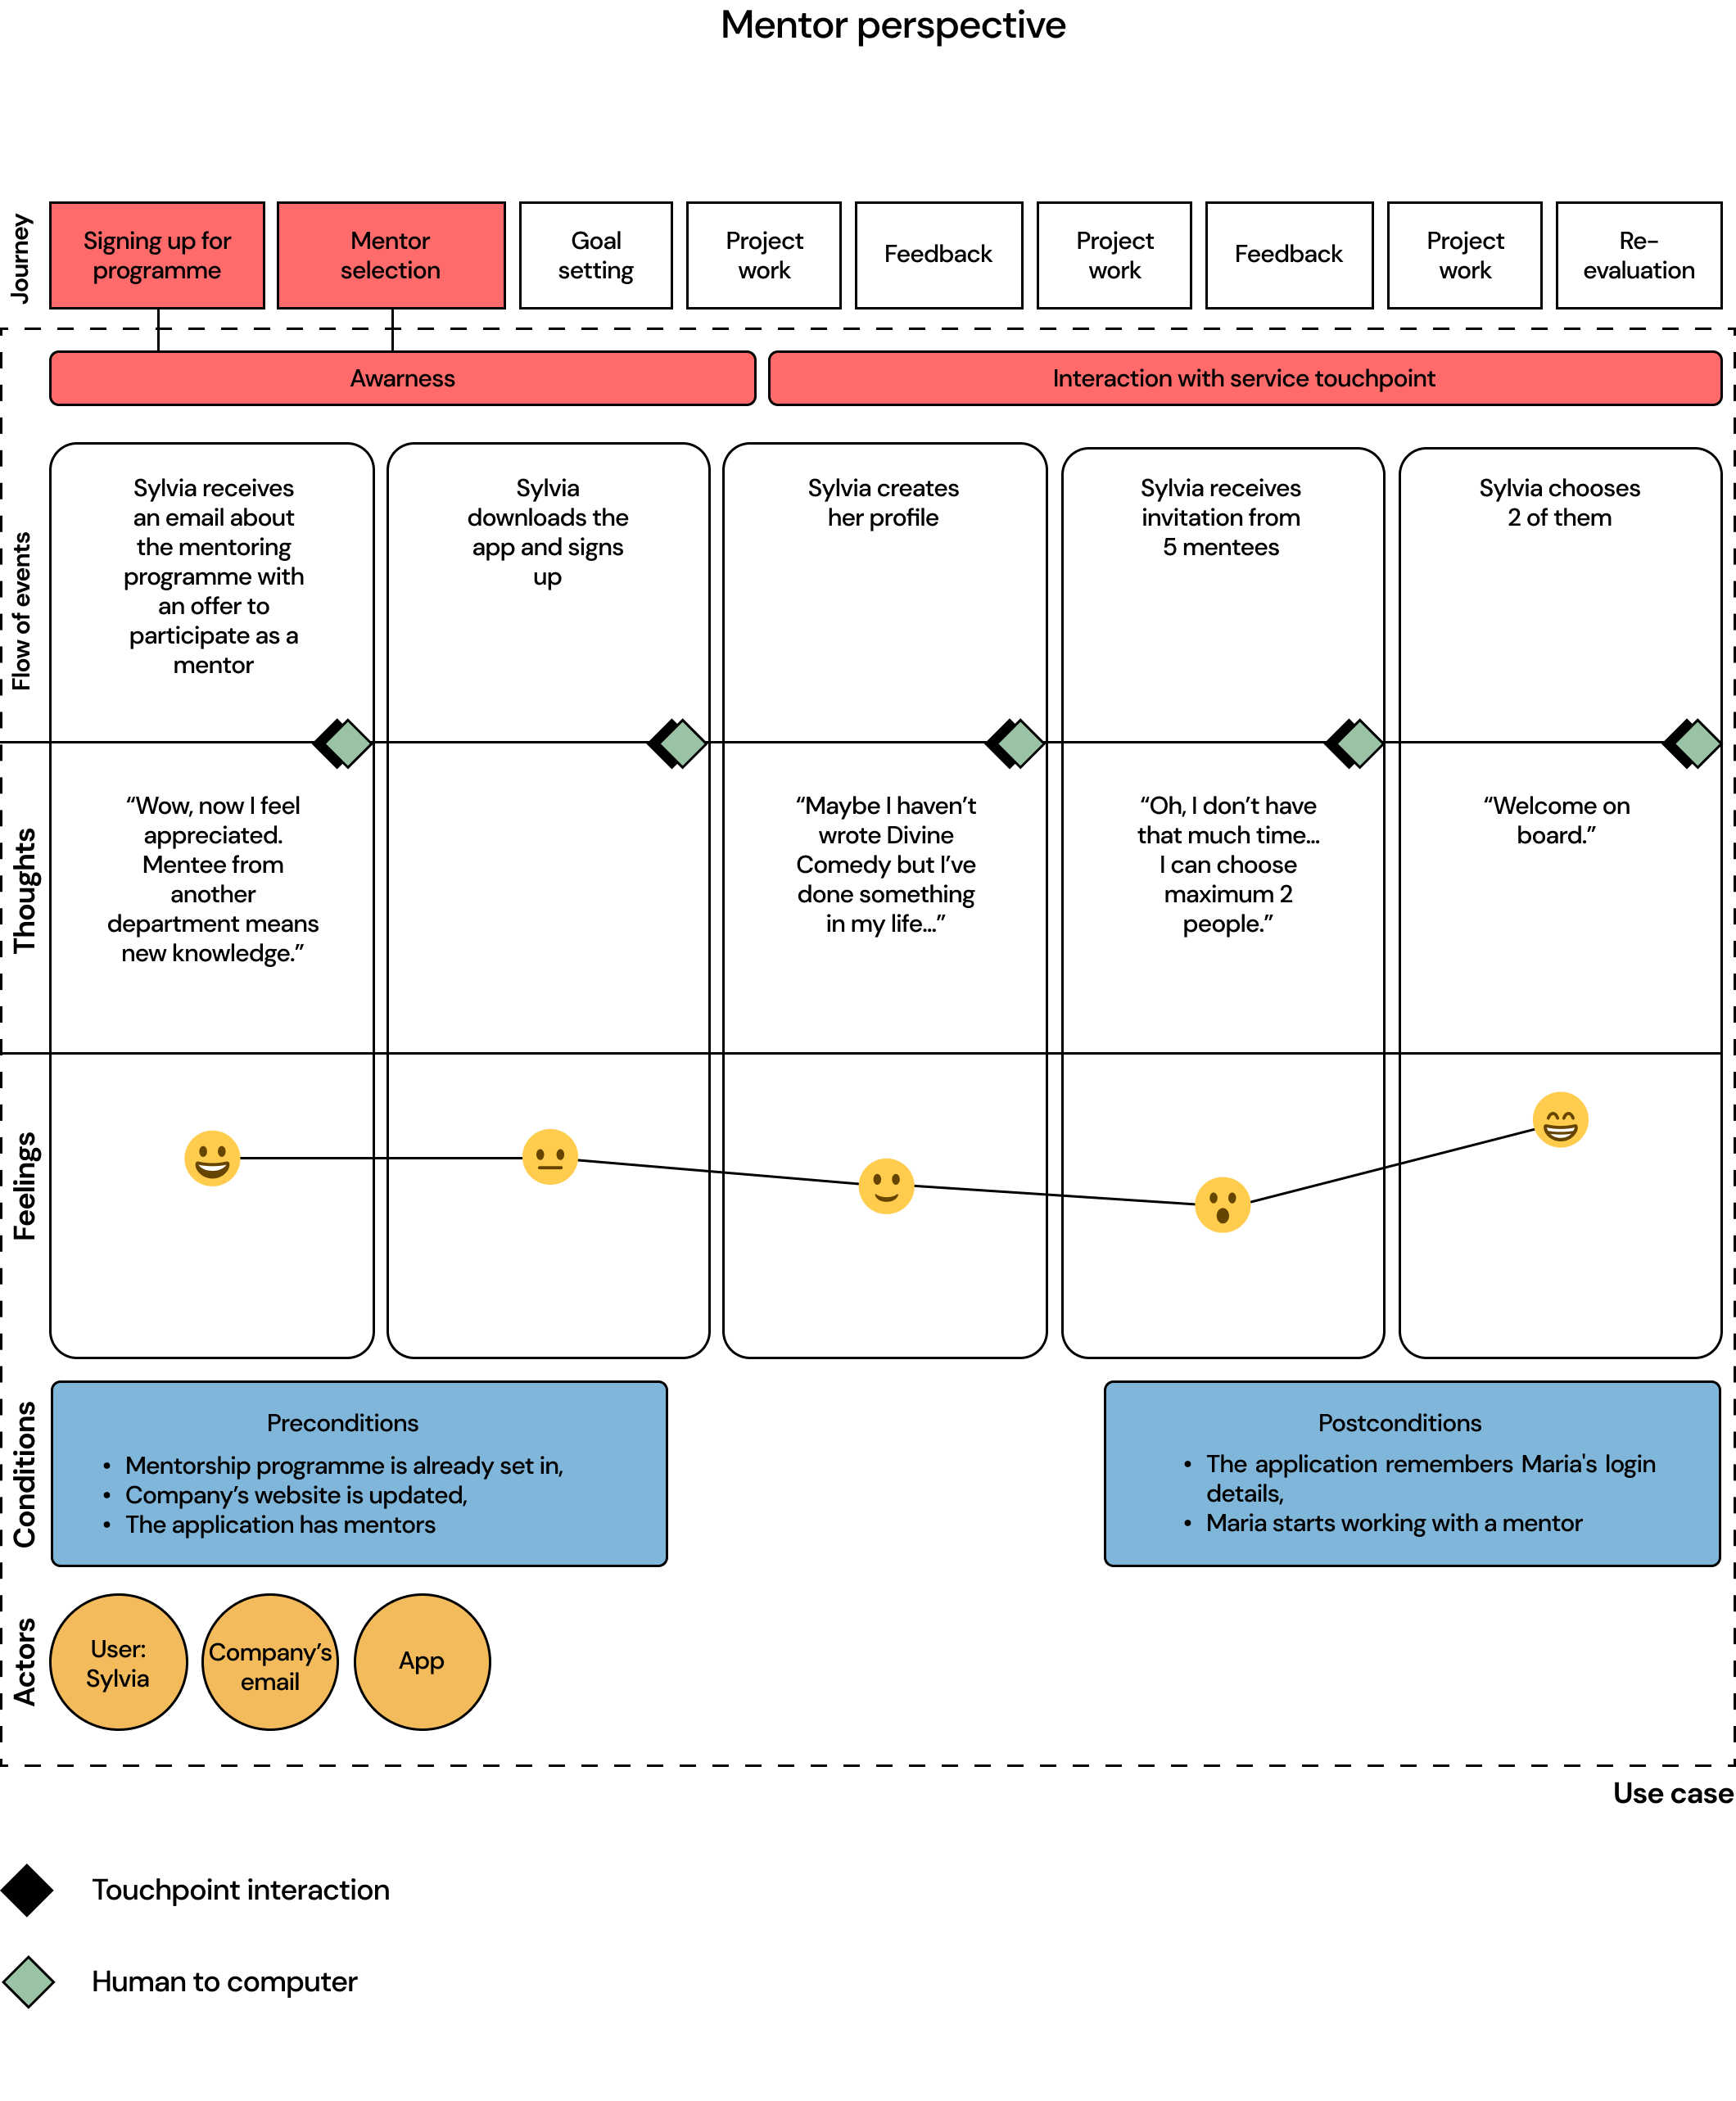 Mentor perspective
Journey
Signing up for
programme
Mentor
selection
Goal
setting
Project
work
Feedback
Project
work
Feedback
Project
work
Re-
evaluation
Awarness
Interaction with service touchpoint
Flow of events
Sylvia receives
an email about
the mentoring
programme with
an offer to
participate as a
mentor
Sylvia
downloads the
app and signs
up
Sylvia creates
her profile
Sylvia receives
invitation from
5 mentees
Sylvia chooses
2 of them
Thoughts
“Wow, now I feel
appreciated.
Mentee from
another
department means
new knowledge.”
“Maybe I haven’t
wrote Divine
Comedy but I’ve
done something
in my life...”
“Oh, I don’t have
that much time...
I can choose
maximum 2
people.”
“Welcome on
board.”
Feelings
Conditions
Preconditions
• Mentorship programme is already set in,
• Company’s website is updated,
• The application has mentors
Postconditions
• The application remembers Maria's login
details,
• Maria starts working with a mentor
Actors
User:
Sylvia
Company’s
email
App
Use case
Touchpoint interaction
Human to computer